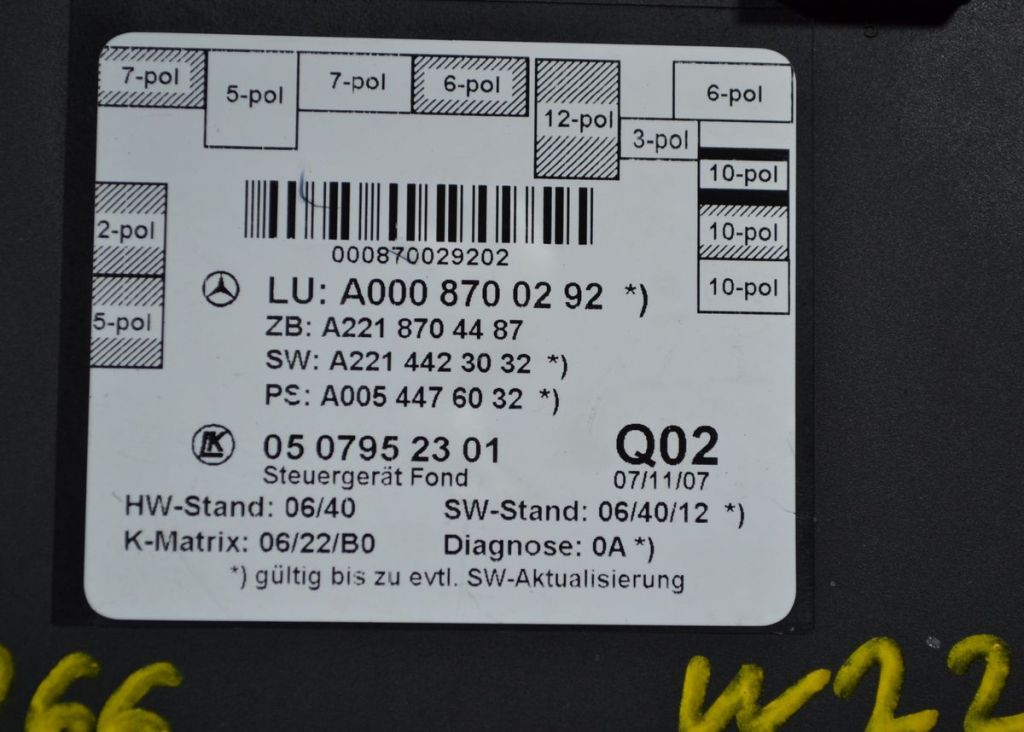 7-pol
5-pol
7-pol
6-pol
12-pol
3-pol
6-pol
10-pol
10-pol
10-pol
2-pol
5-pol
000870029202
LU: A000 870 02 92 *)
ZB: A221 870 44 87
SW: A221 442 30 32 *)
PS: A005 447 60 32 *)
05 0795 23 01
Q02
Steuergerät Fond
07/11/07
HW-Stand: 06/40
SW-Stand: 06/40/12 *)
K-Matrix: 06/22/B0
Diagnose: 0A *)
*) gültig bis zu evtl. SW-Aktualisierung
66
W22